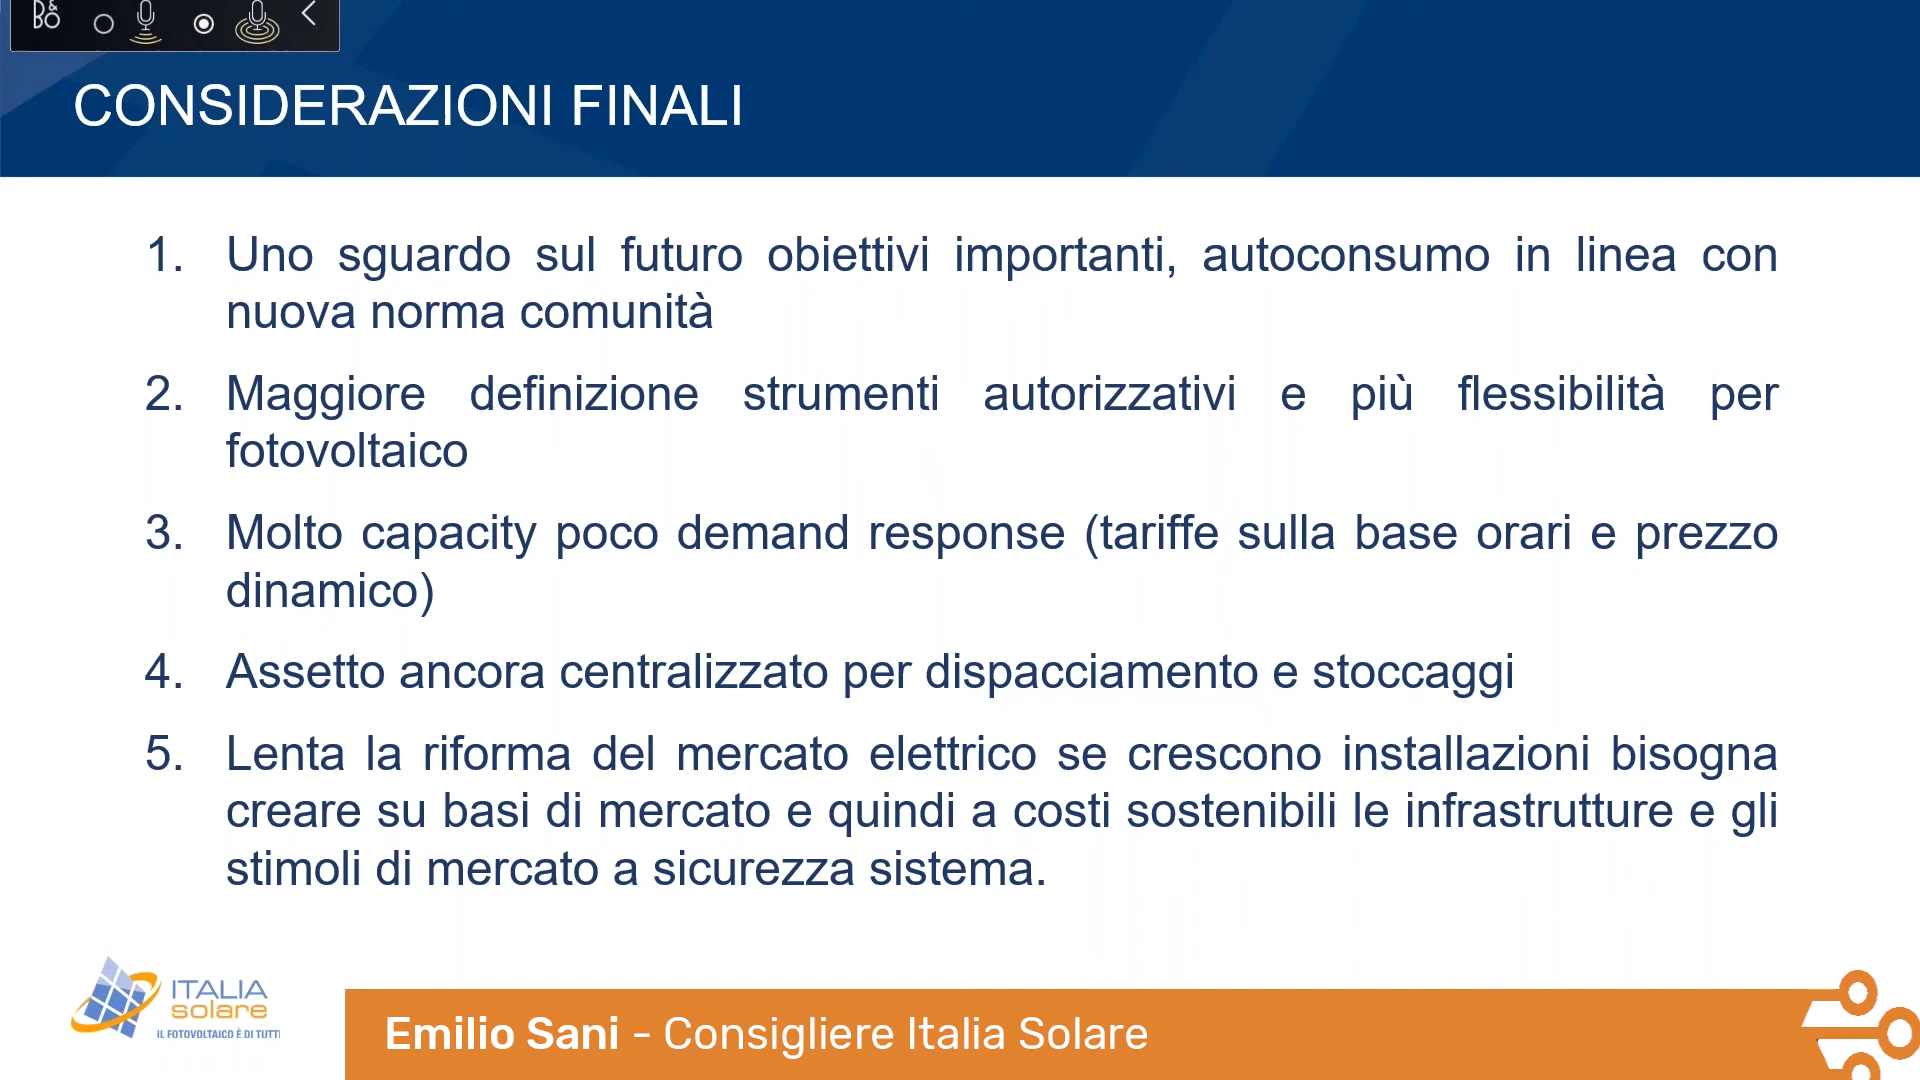 B&O
CONSIDERAZIONI FINALI
1. Uno sguardo sul futuro obiettivi importanti, autoconsumo in linea con
nuova norma comunità
2. Maggiore definizione strumenti autorizzativi e più flessibilità per
fotovoltaico
3. Molto capacity poco demand response (tariffe sulla base orari e prezzo
dinamico)
4. Assetto ancora centralizzato per dispacciamento e stoccaggi
5. Lenta la riforma del mercato elettrico se crescono installazioni bisogna
creare su basi di mercato e quindi a costi sostenibili le infrastrutture e gli
stimoli di mercato a sicurezza sistema.
ITALIA
solare
IL FOTOVOLTAICO È DI TUTTI
Emilio Sani - Consigliere Italia Solare